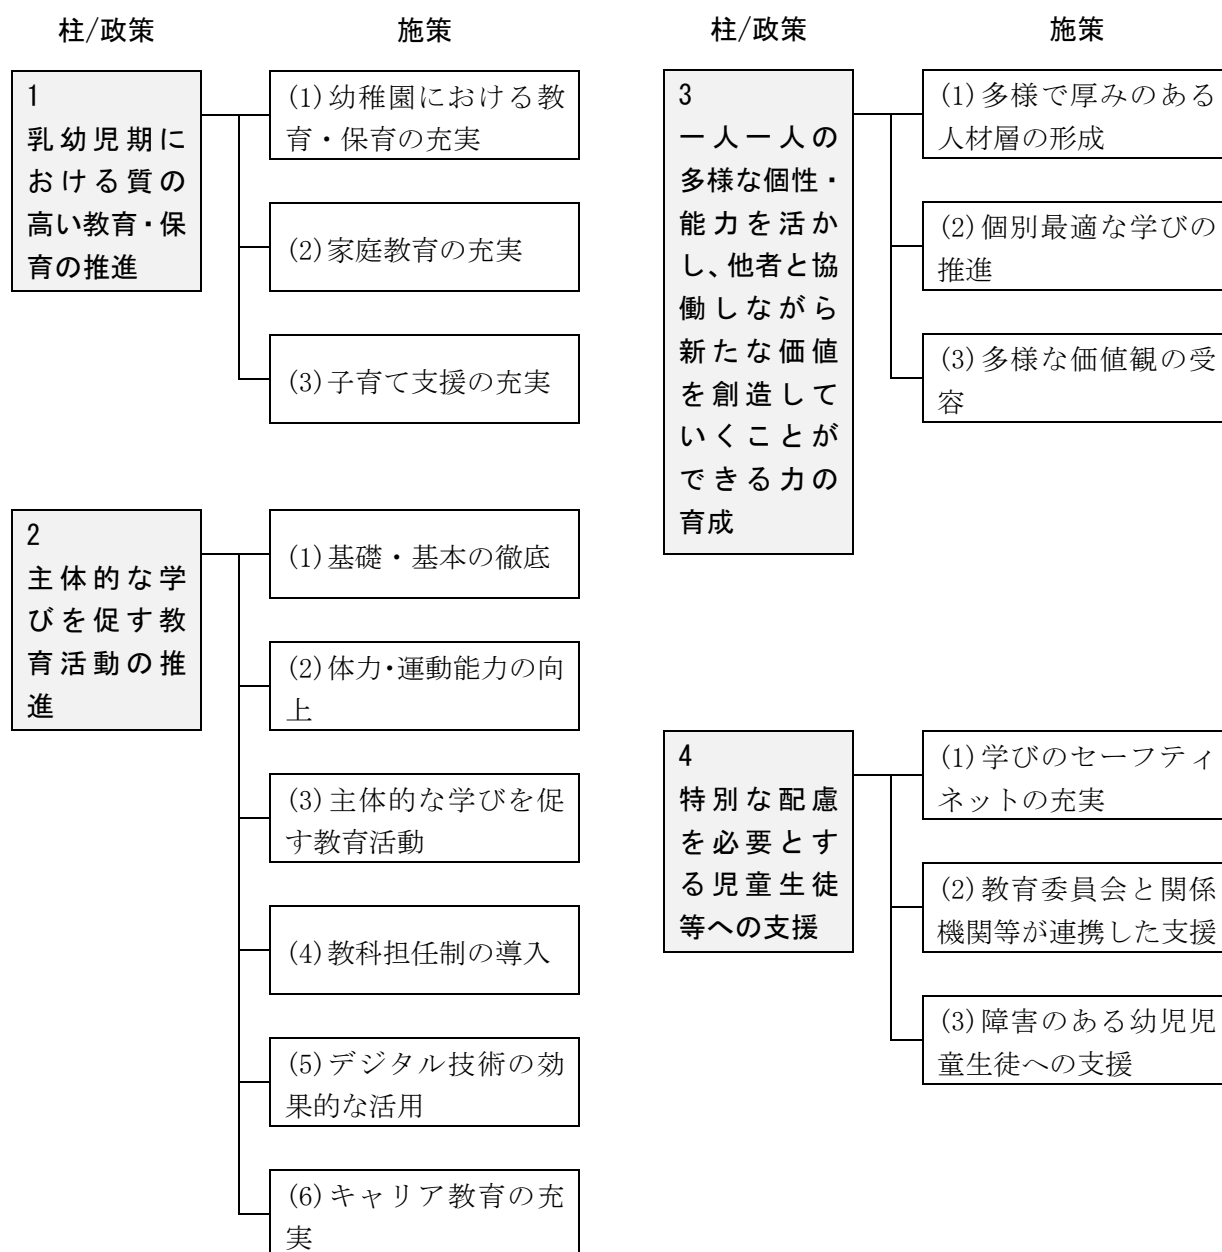 柱/政策
施策
1
乳幼児期に
おける質の
高い教育・保
育の推進
(1)幼稚園における教
育・保育の充実
(2)家庭教育の充実
(3)子育て支援の充実
2
主体的な学
びを促す教
育活動の推
進
(1)基礎・基本の徹底
(2)体力・運動能力の向
上
(3)主体的な学びを促
す教育活動
(4)教科担任制の導入
(5)デジタル技術の効
果的な活用
(6)キャリア教育の充
実
柱/政策
施策
3
一人一人の
多様な個性・
能力を活か
し、他者と協
働しながら
新たな価値
を創造して
いくことが
できる力の
育成
(1)多様で厚みのある
人材層の形成
(2)個別最適な学びの
推進
(3)多様な価値観の受
容
4
特別な配慮
を必要とす
る児童生徒
等への支援
(1)学びのセーフティ
ネットの充実
(2)教育委員会と関係
機関等が連携した支援
(3)障害のある幼児児
童生徒への支援